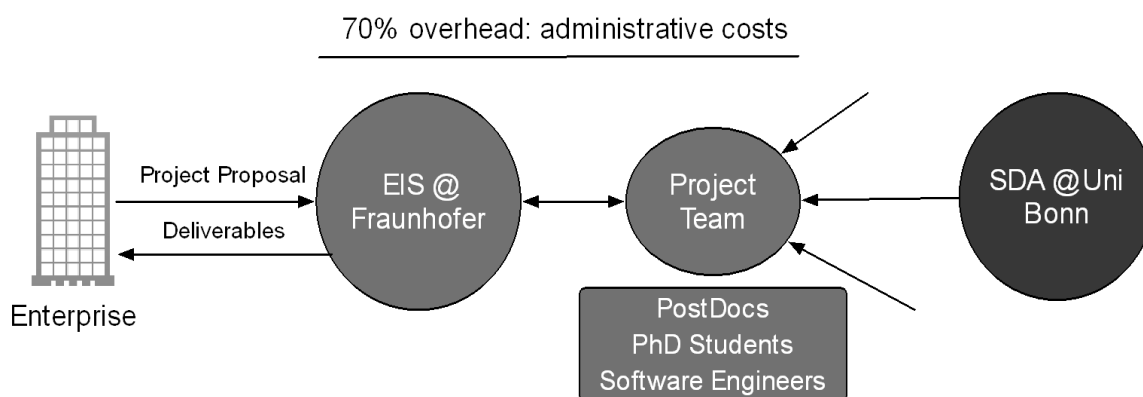 70% overhead: administrative costs
Project Proposal
Deliverables
Enterprise
EIS @
Fraunhofer
Project
Team
SDA @Uni
Bonn
PostDocs
PhD Students
Software Engineers